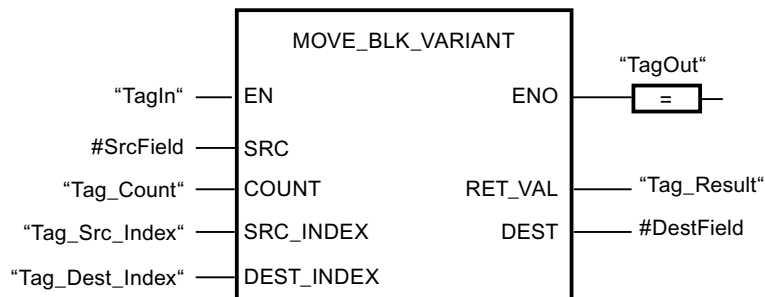 MOVE_BLK_VARIANT
“TagOut“
“TagIn“ EN ENO =
#SrcField SRC
“Tag_Count“ COUNT RET_VAL “Tag_Result“
“Tag_Src_Index“ SRC_INDEX DEST #DestField
“Tag_Dest_Index“ DEST_INDEX